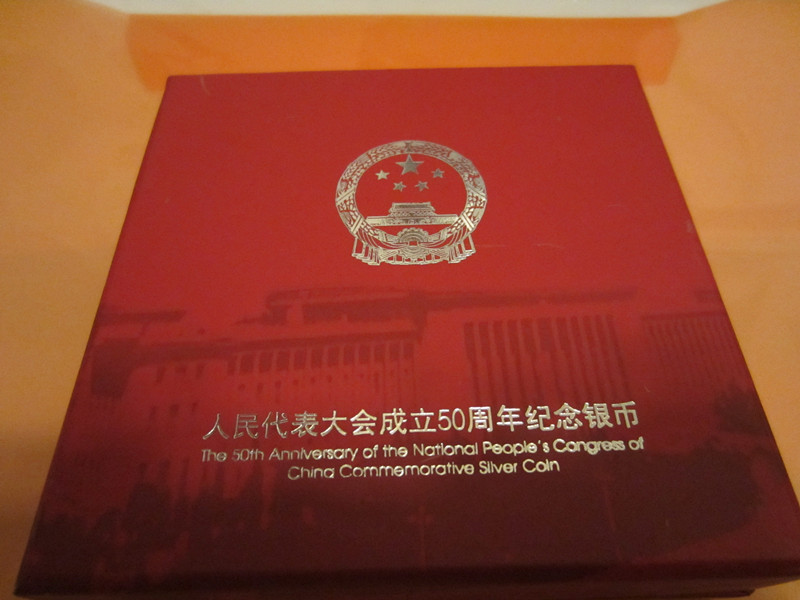 人民代表大会成立50周年纪念银币
The 50th Anniversary of the National People's Congress of
China Commemorative Silver Coin